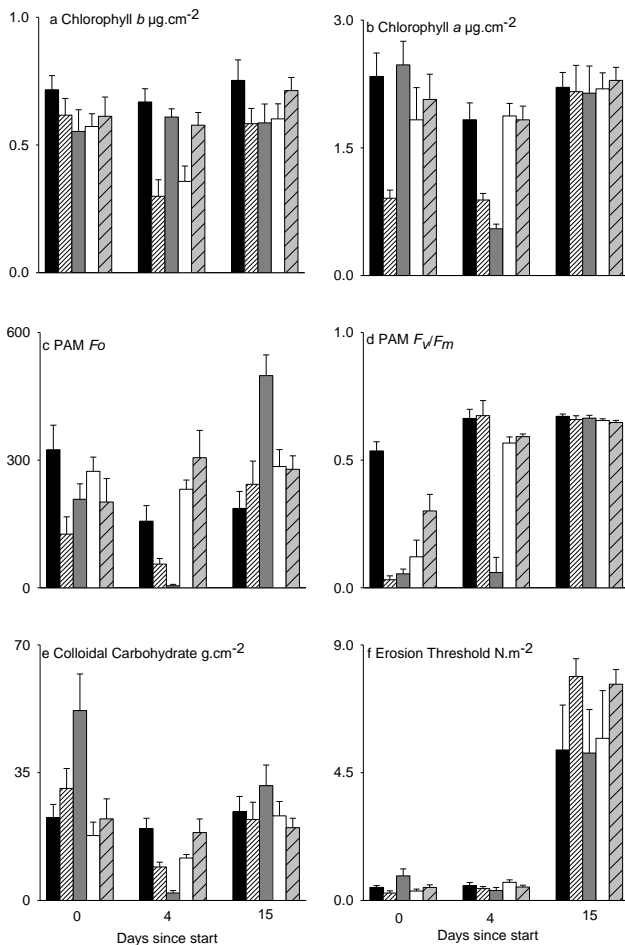 a Chlorophyll b µg.cm-2
1.0
0.5
0.0
b Chlorophyll a µg.cm-2
3.0
1.5
0.0
c PAM Fo
600
300
0
d PAM Fv/Fm
1.0
0.5
0.0
e Colloidal Carbohydrate g.cm-2
70
35
0
0 4 15
Days since start
f Erosion Threshold N.m-2
9.0
4.5
0.0
0 4 15
Days since start